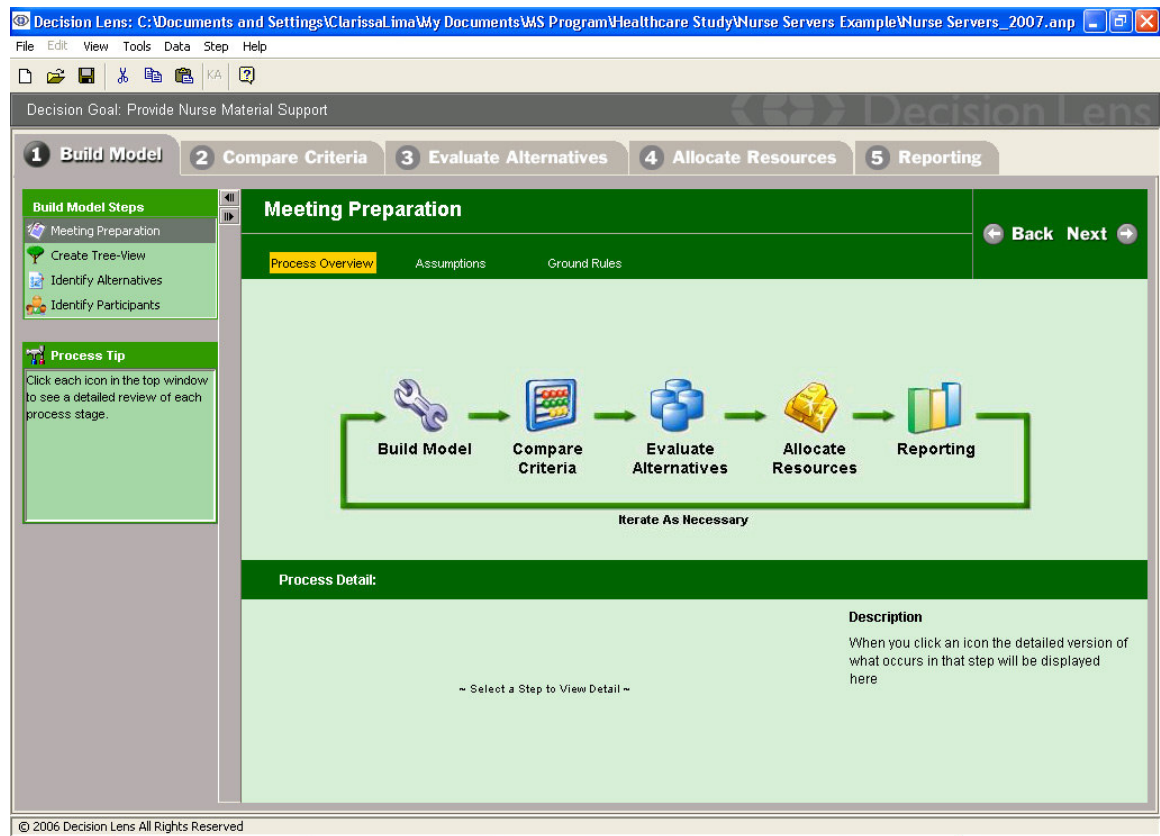 Decision Lens: C:\Documents and Settings\ClarissaLima\My Documents\MS Program\Healthcare Study\Nurse Servers Example\Nurse Servers_2007.anp
File Edit View Tools Data Step Help
KA
Decision Goal: Provide Nurse Material Support
Decision Lens
1 Build Model 2 Compare Criteria 3 Evaluate Alternatives 4 Allocate Resources 5 Reporting
Build Model Steps
Meeting Preparation
Create Tree-View
Identify Alternatives
Identify Participants
Process Tip
Click each icon in the top window
to see a detailed review of each
process stage.
Meeting Preparation
Back Next
Process Overview Assumptions Ground Rules
Build Model Compare Evaluate Allocate Reporting
Criteria Alternatives Resources
Iterate As Necessary
Process Detail:
~ Select a Step to View Detail ~
Description
When you click an icon the detailed version of
what occurs in that step will be displayed
here
© 2006 Decision Lens All Rights Reserved